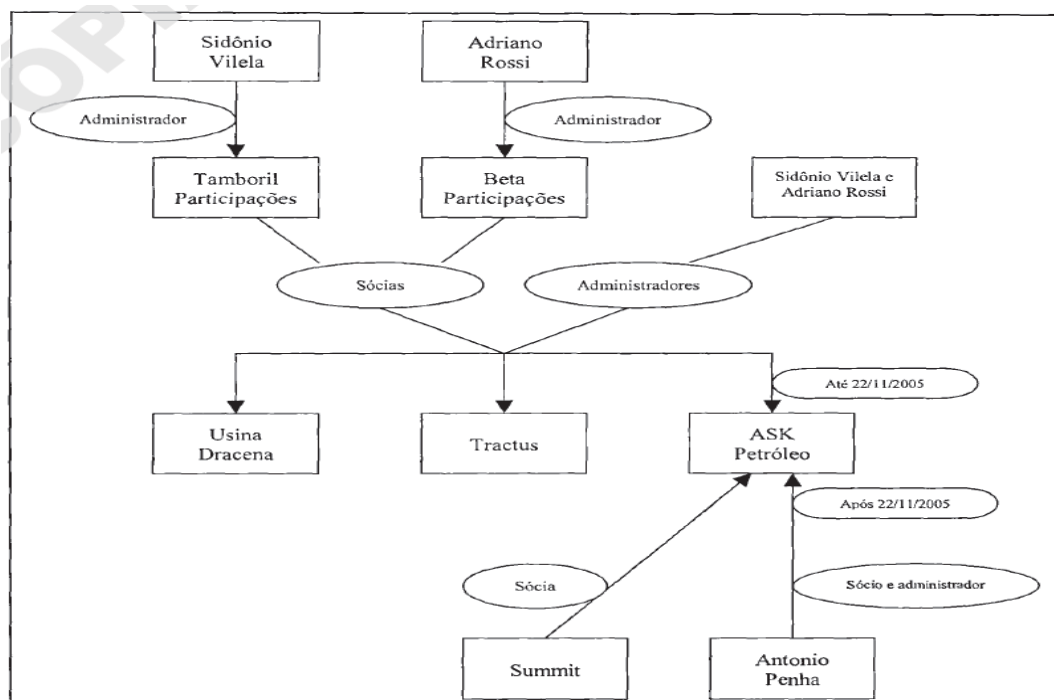 Sidônio
Vilela
Adriano
Rossi
Administrador
Administrador
Tamboril
Participações
Beta
Participações
Sidônio Vilela e
Adriano Rossi
Sócias
Administradores
Até 22/11/2005
Usina
Dracena
Tractus
ASK
Petróleo
Após 22/11/2005
Sócia
Sócio e administrador
Summit
Antonio
Penha